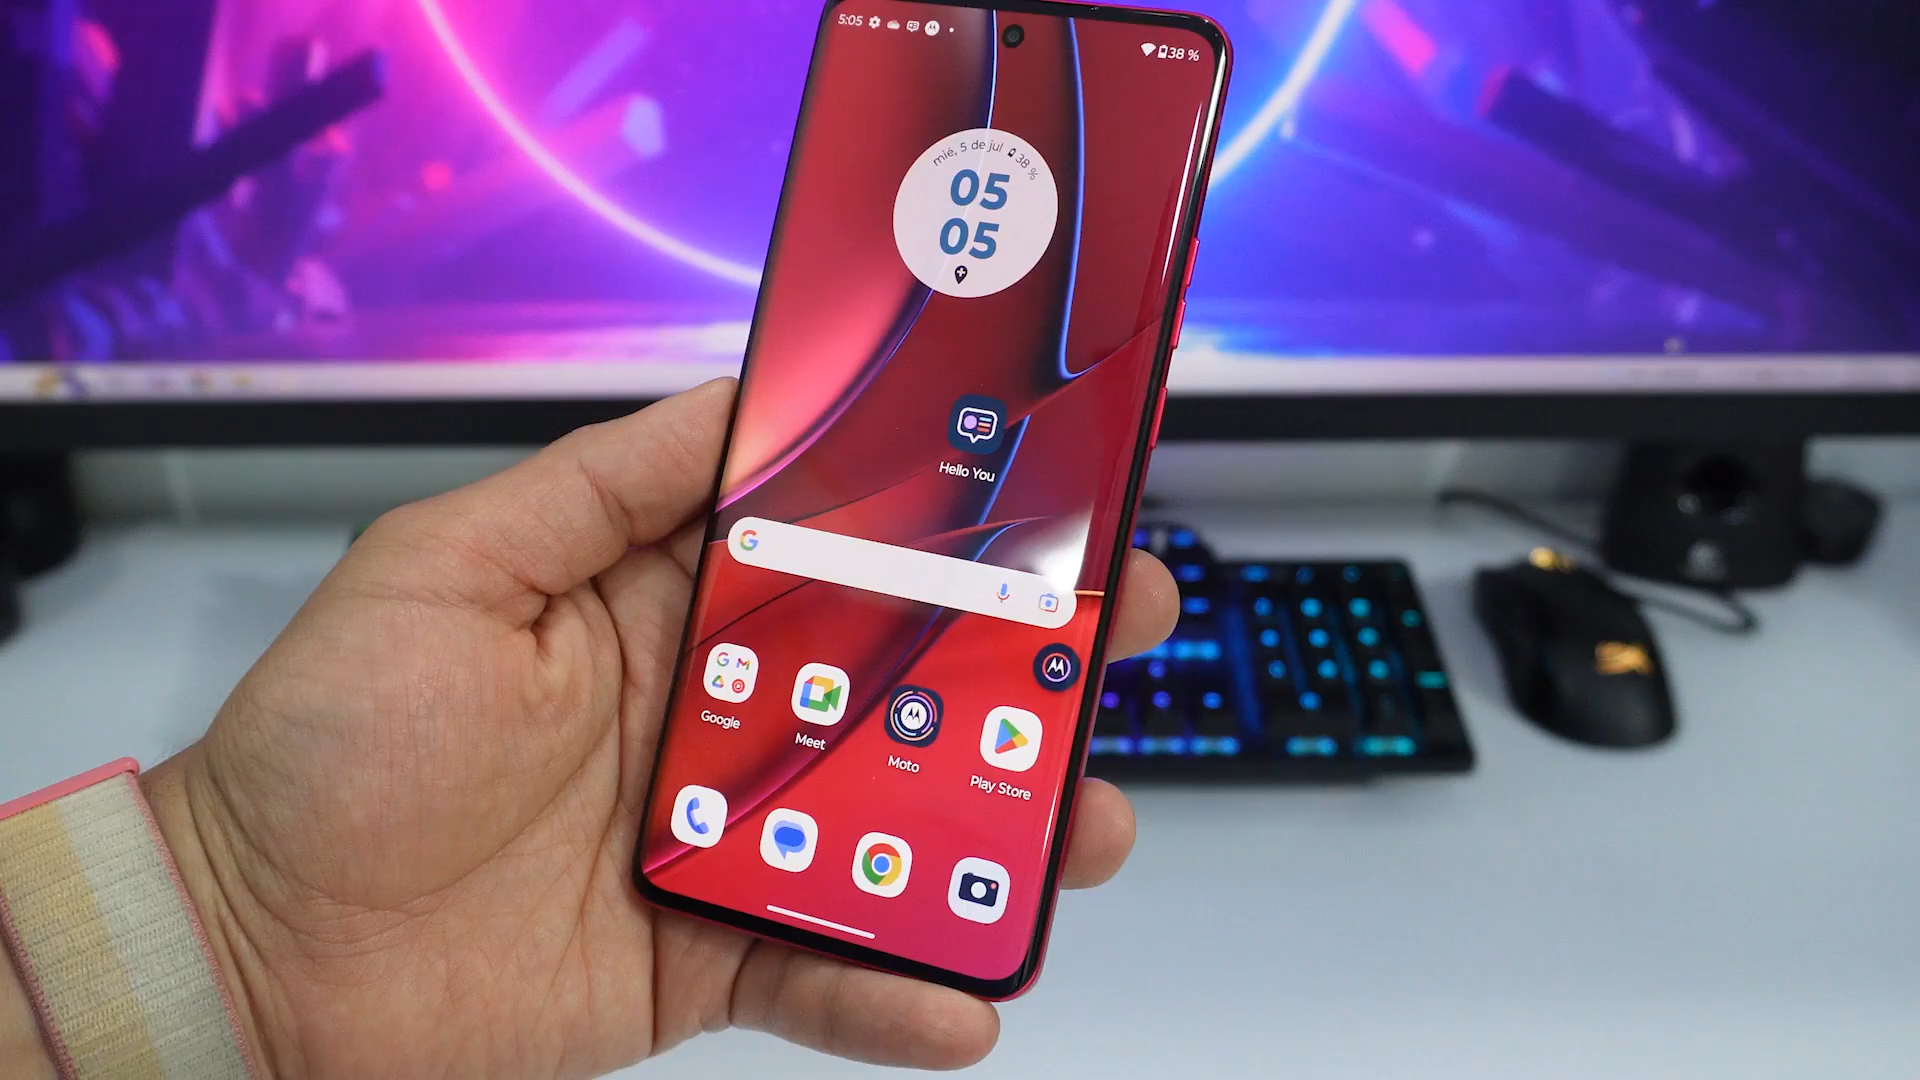 5:05
38 %
mié, 5 de jul 38 %
05
05
Hello You
Google
Meet
Moto
Play Store